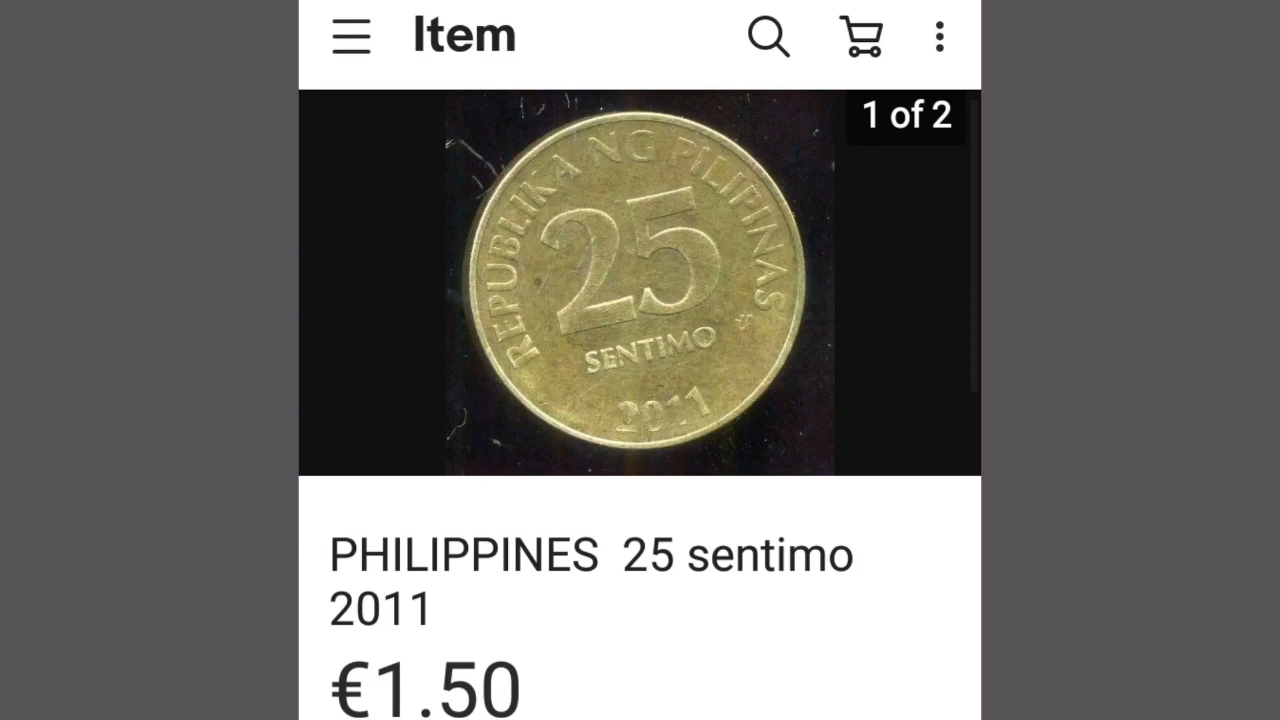 Item
1 of 2
REPUBLIKA NG PILIPINAS
25
SENTIMO
2011
PHILIPPINES 25 sentimo
2011
€1.50